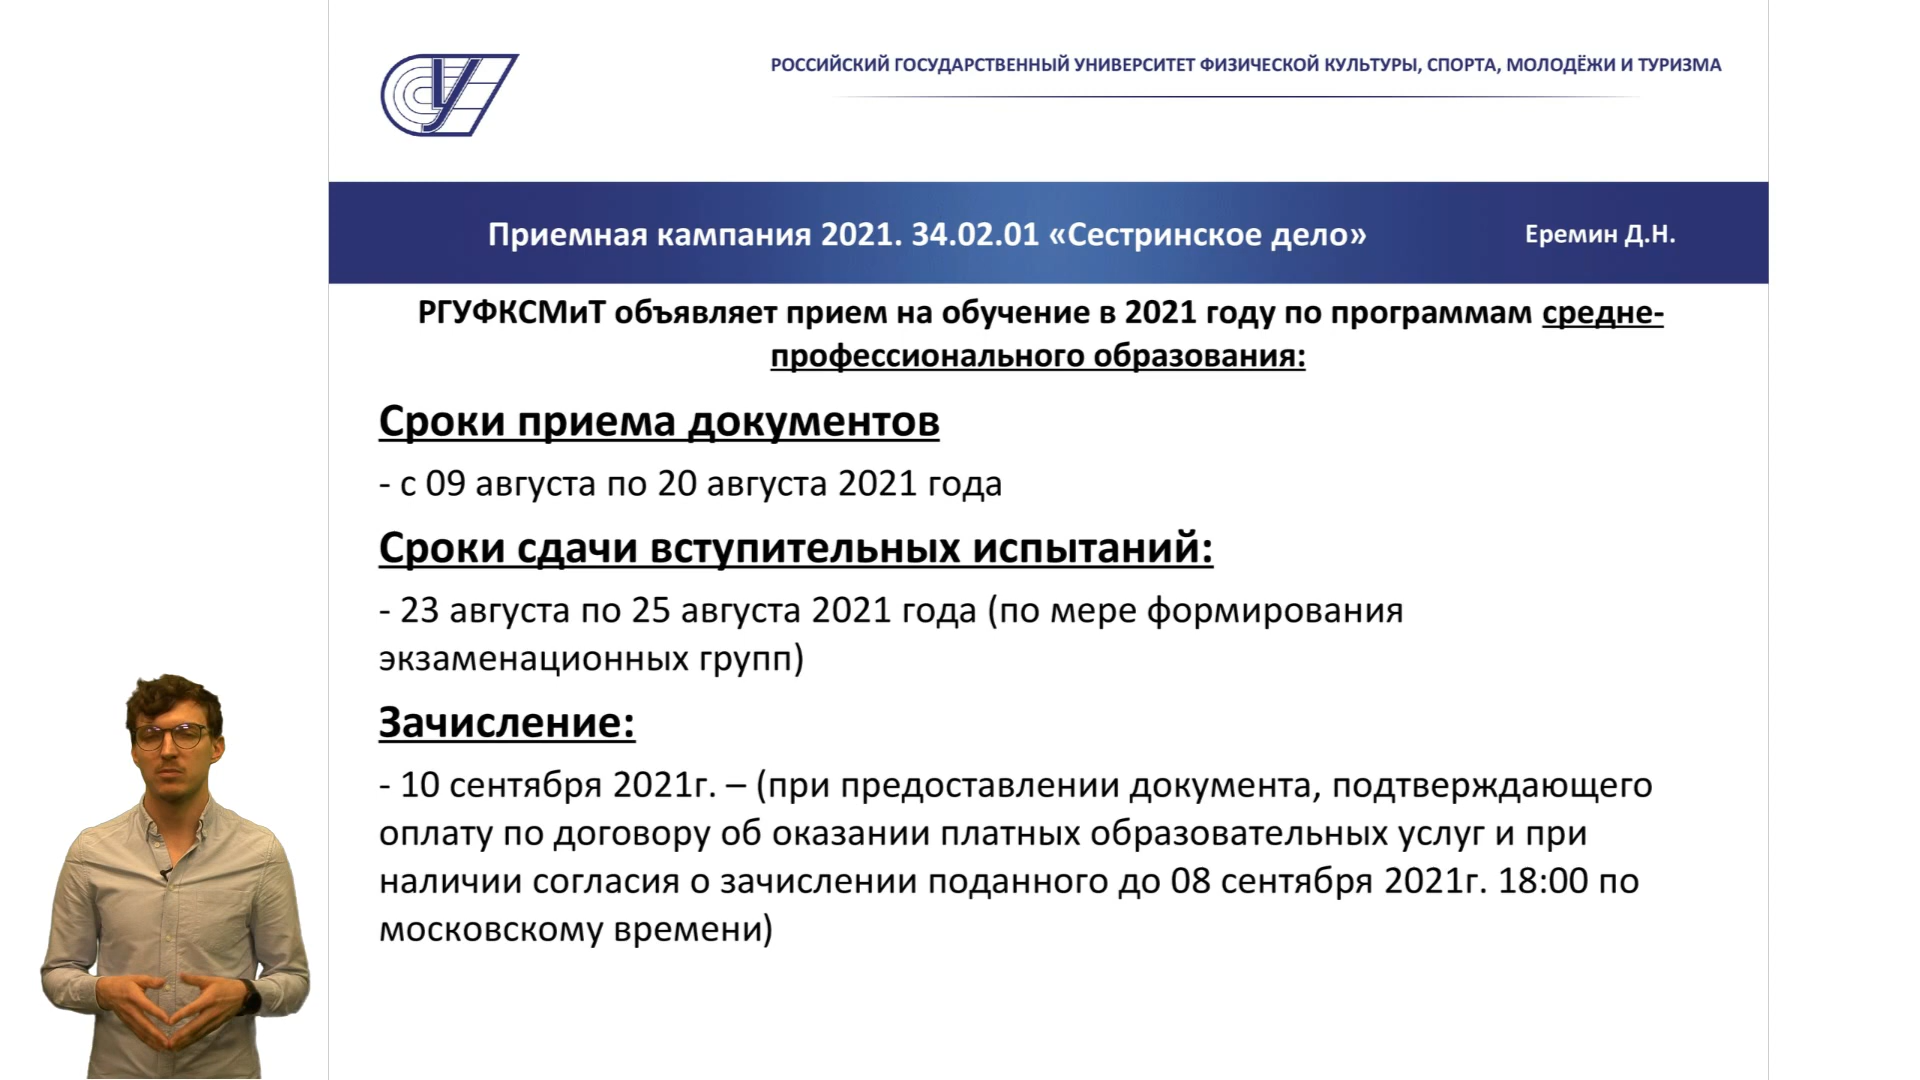 РОССИЙСКИЙ ГОСУДАРСТВЕННЫЙ УНИВЕРСИТЕТ ФИЗИЧЕСКОЙ КУЛЬТУРЫ, СПОРТА, МОЛОДЁЖИ И ТУРИЗМА
Приемная кампания 2021. 34.02.01 «Сестринское дело»
Еремин Д.Н.
РГУФКСМиТ объявляет прием на обучение в 2021 году по программам средне-
профессионального образования:
Сроки приема документов
- с 09 августа по 20 августа 2021 года
Сроки сдачи вступительных испытаний:
- 23 августа по 25 августа 2021 года (по мере формирования
экзаменационных групп)
Зачисление:
- 10 сентября 2021г. – (при предоставлении документа, подтверждающего
оплату по договору об оказании платных образовательных услуг и при
наличии согласия о зачислении поданного до 08 сентября 2021г. 18:00 по
московскому времени)